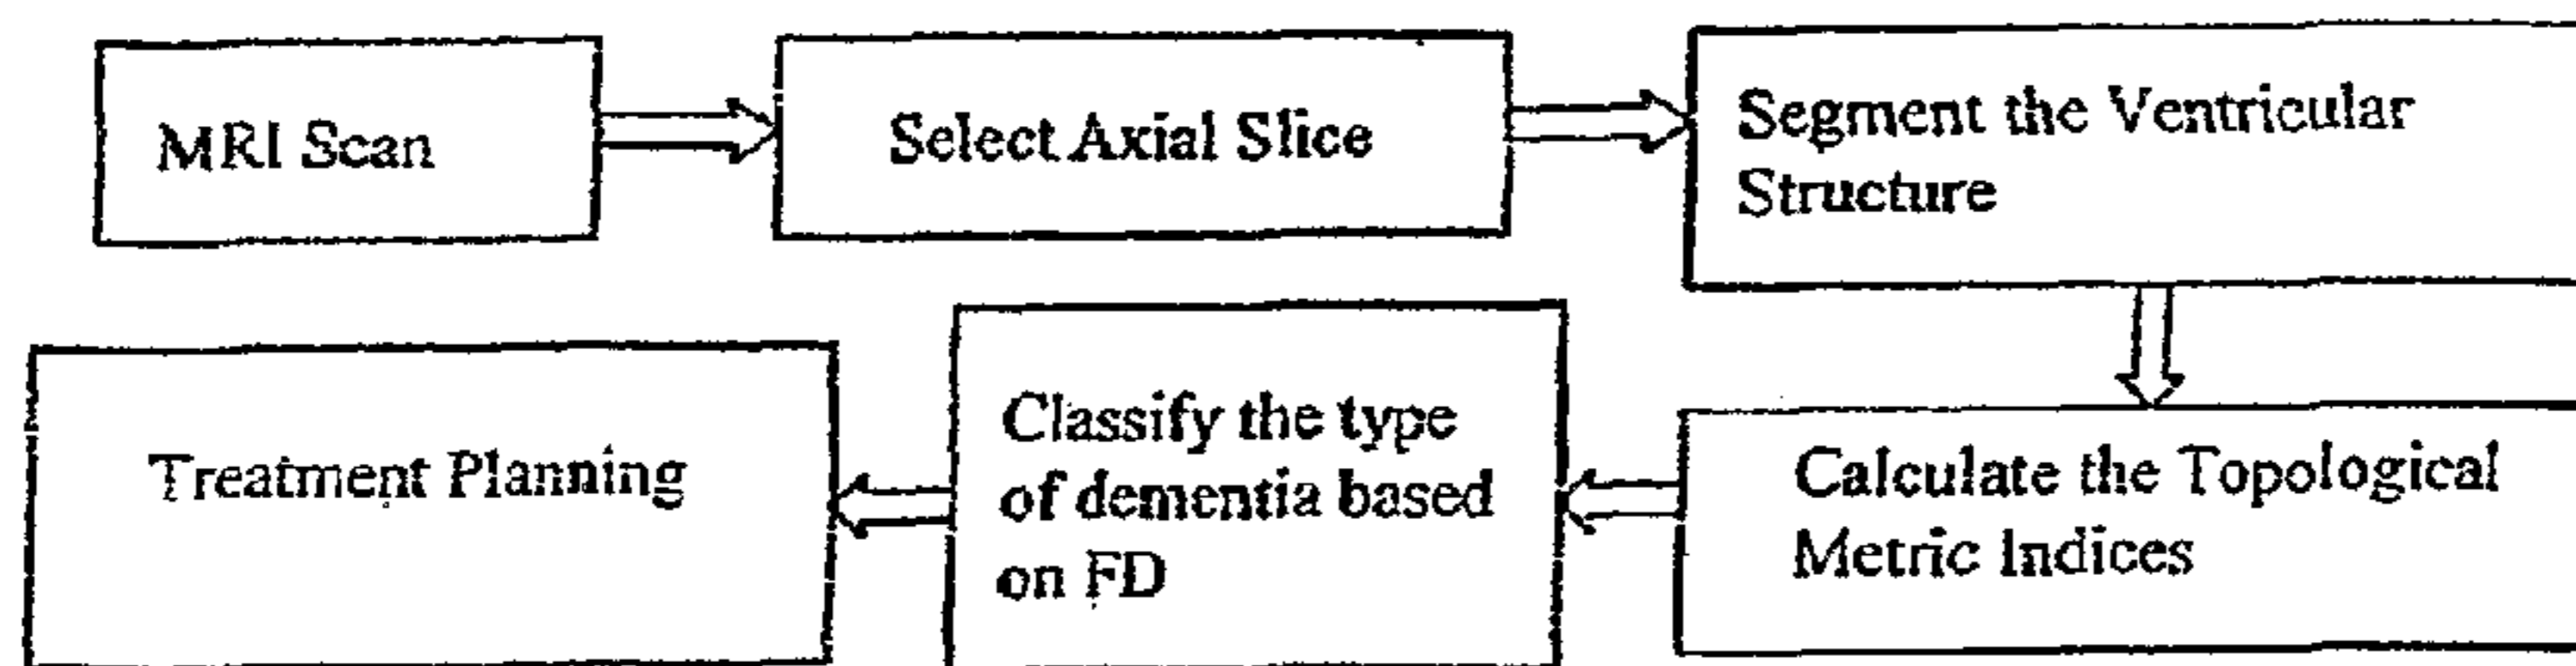 MRI Scan
Select Axial Slice
Segment the Ventricular
Structure
Calculate the Topological
Metric Indices
Classify the type
of dementia based
on FD
Treatment Planning